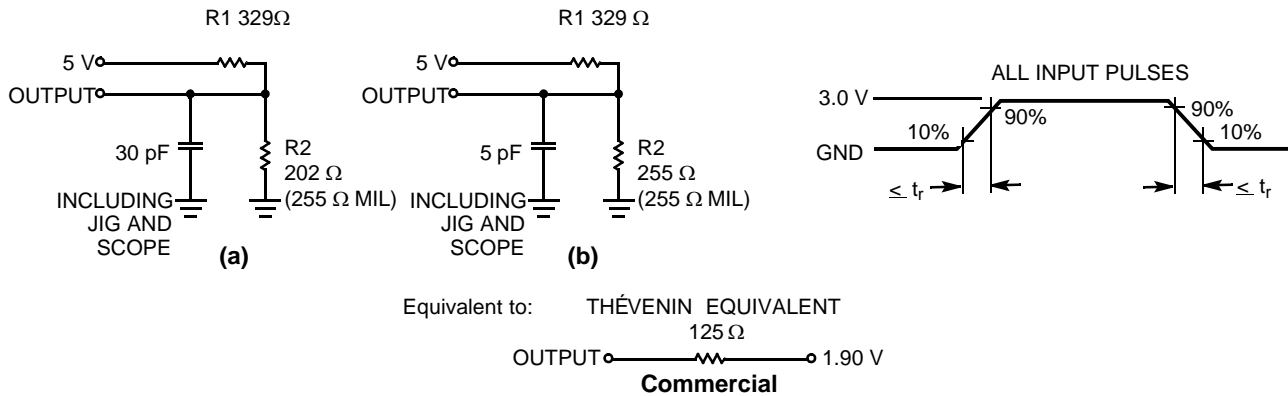 R1 329Ω
5 V
OUTPUT
30 pF
R2
202 Ω
(255 Ω MIL)
INCLUDING
JIG AND
SCOPE
(a)
R1 329 Ω
5 V
OUTPUT
5 pF
R2
255 Ω
(255 Ω MIL)
INCLUDING
JIG AND
SCOPE
(b)
ALL INPUT PULSES
3.0 V
90%
90%
10%
10%
GND
≤ tr
≤ tr
Equivalent to: THÉVENIN EQUIVALENT
125 Ω
OUTPUT
1.90 V
Commercial